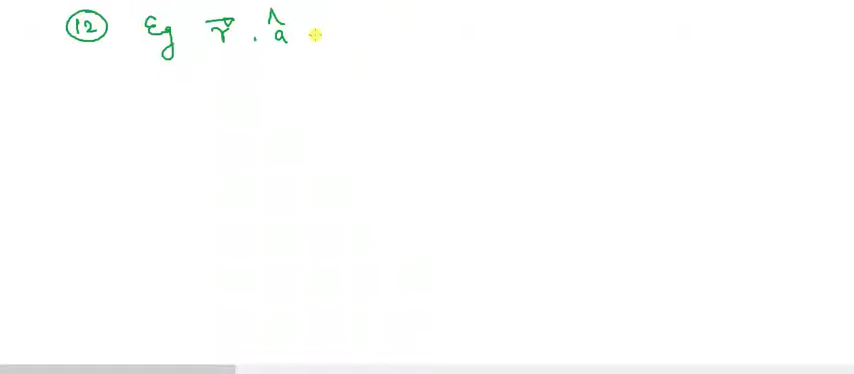 (12) Eg r⃗ . â